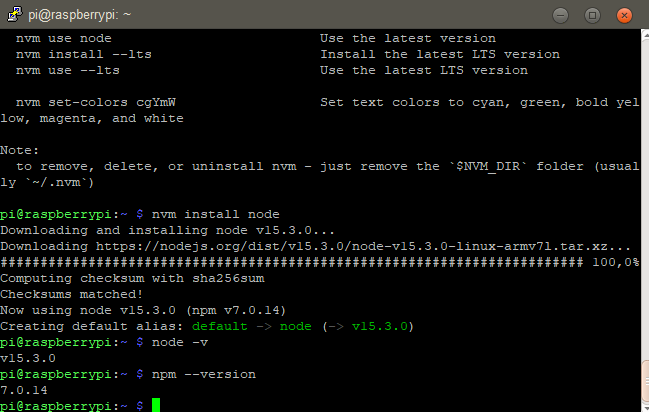 pi@raspberrypi: ~
nvm use node                          Use the latest version
nvm install --lts                     Install the latest LTS version
nvm use --lts                         Use the latest LTS version
nvm set-colors cgYmW                  Set text colors to cyan, green, bold yel
low, magenta, and white
Note:
to remove, delete, or uninstall nvm - just remove the `$NVM_DIR` folder (usual
ly `~/.nvm`)
pi@raspberrypi:~ $ nvm install node
Downloading and installing node v15.3.0...
Downloading https://nodejs.org/dist/v15.3.0/node-v15.3.0-linux-armv7l.tar.xz...
######################################################################### 100,0%
Computing checksum with sha256sum
Checksums matched!
Now using node v15.3.0 (npm v7.0.14)
Creating default alias: default -> node (-> v15.3.0)
pi@raspberrypi:~ $ node -v
v15.3.0
pi@raspberrypi:~ $ npm --version
7.0.14
pi@raspberrypi:~ $